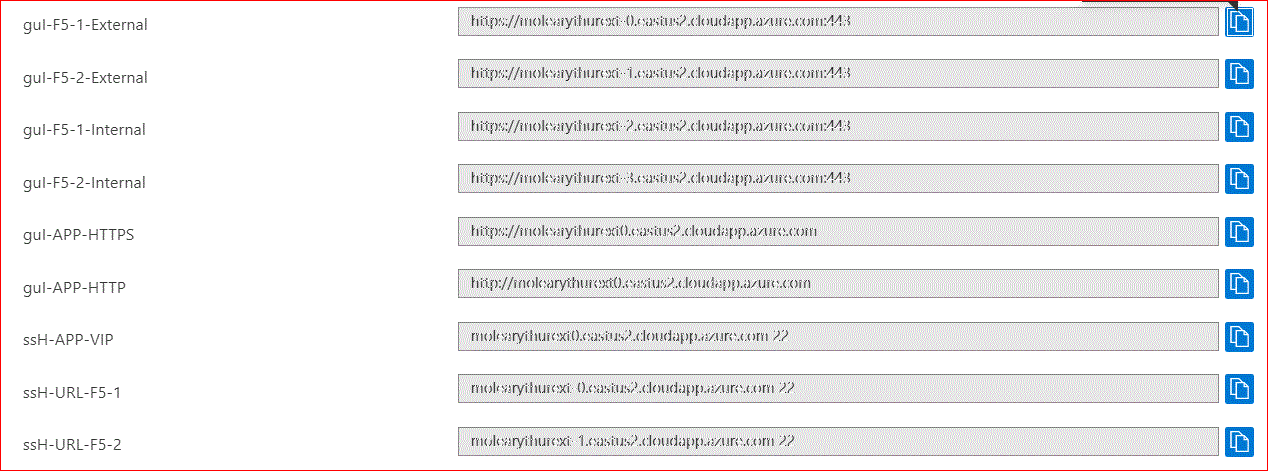 guI-F5-1-External https://molearythurext-0.eastus2.cloudapp.azure.com:443
guI-F5-2-External https://molearythurext-1.eastus2.cloudapp.azure.com:443
guI-F5-1-Internal https://molearythurext-2.eastus2.cloudapp.azure.com:443
guI-F5-2-Internal https://molearythurext-3.eastus2.cloudapp.azure.com:443
guI-APP-HTTPS https://molearythurext0.eastus2.cloudapp.azure.com
guI-APP-HTTP http://molearythurext0.eastus2.cloudapp.azure.com
ssH-APP-VIP molearythurext0.eastus2.cloudapp.azure.com 22
ssH-URL-F5-1 molearythurext-0.eastus2.cloudapp.azure.com 22
ssH-URL-F5-2 molearythurext-1.eastus2.cloudapp.azure.com 22